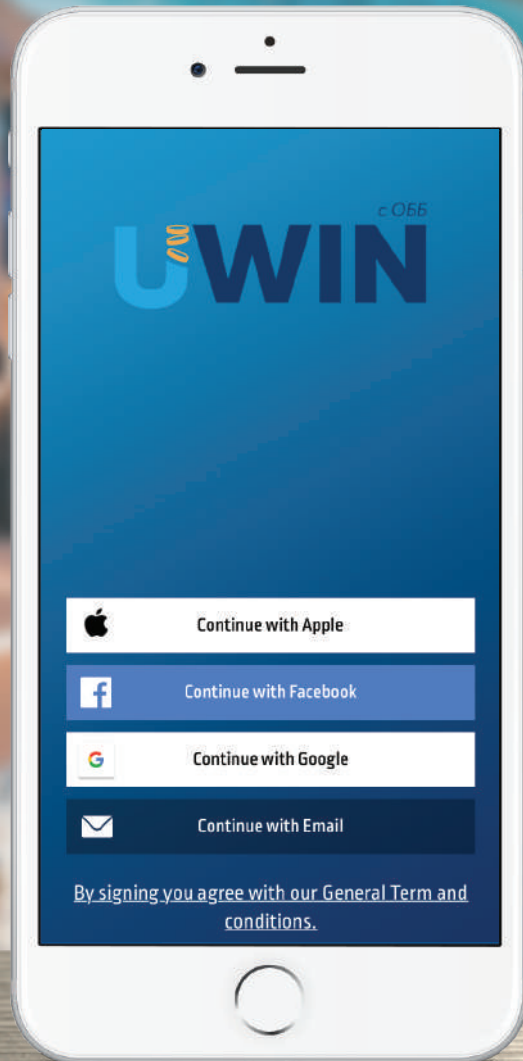 с ОББ
UWIN
Continue with Apple
Continue with Facebook
Continue with Google
Continue with Email
By signing you agree with our General Term and
conditions.